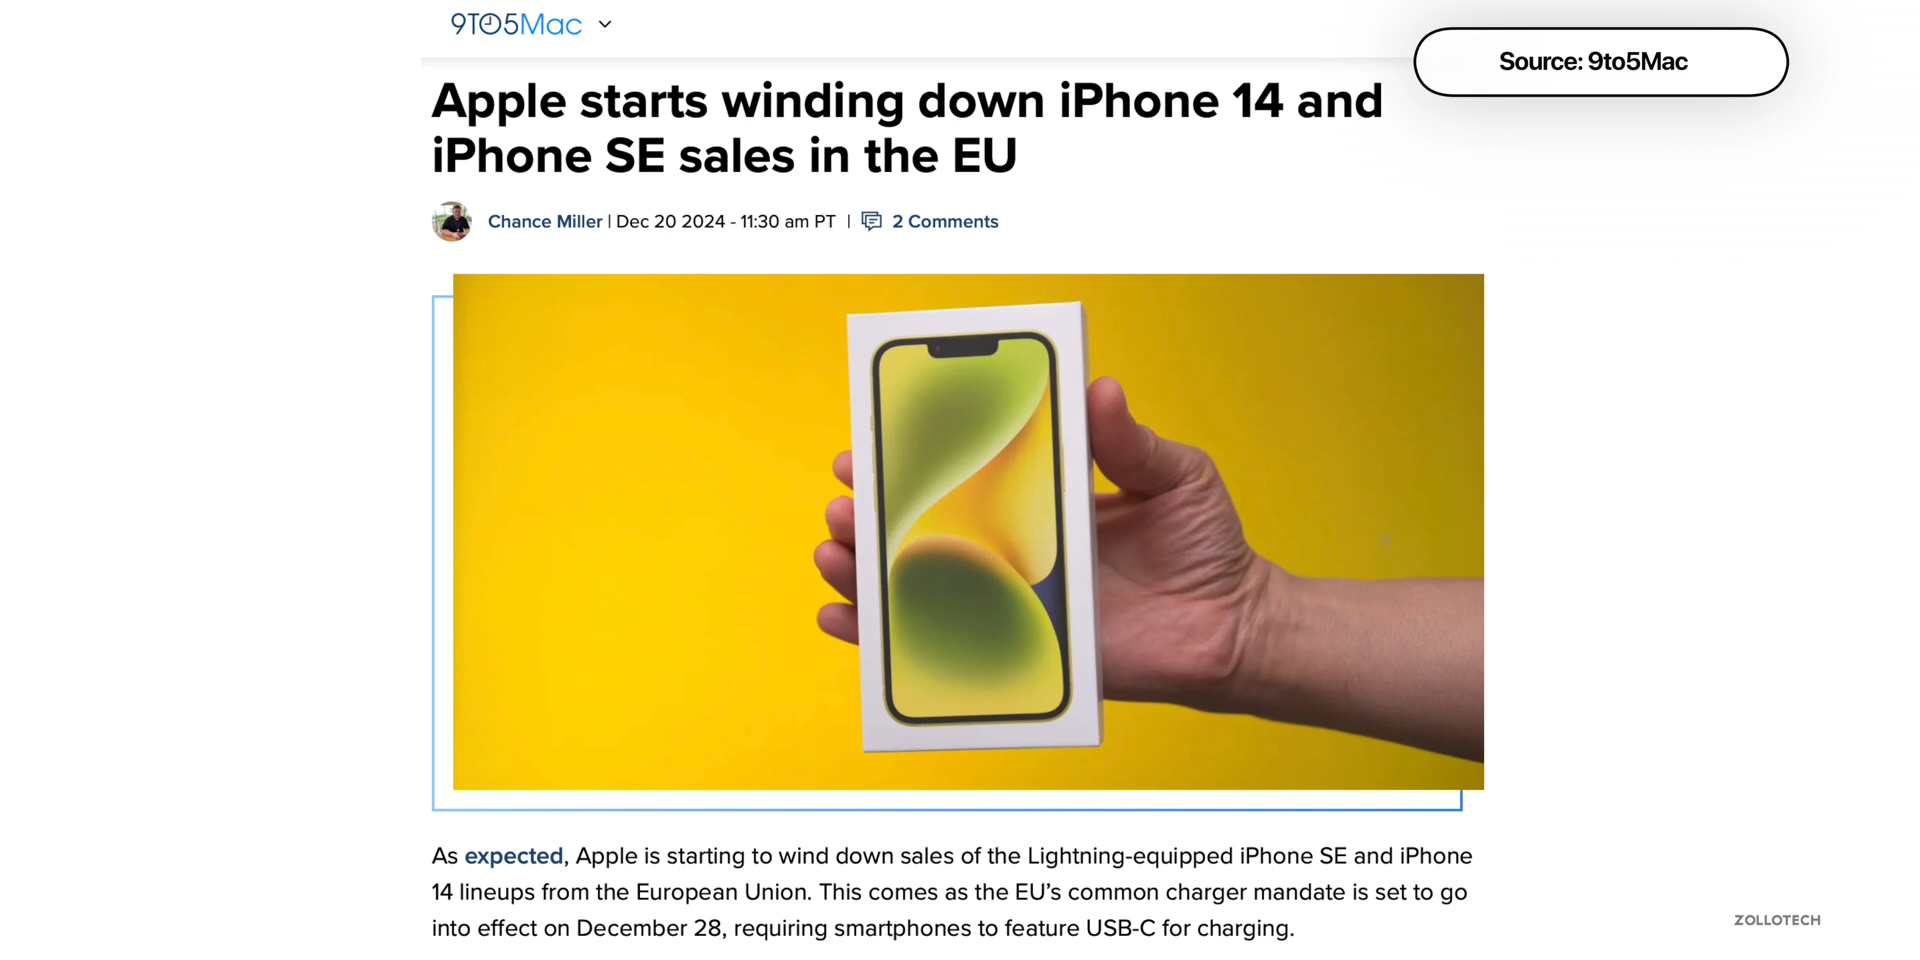 9TO5Mac
Source: 9to5Mac
Apple starts winding down iPhone 14 and
iPhone SE sales in the EU
Chance Miller | Dec 20 2024 - 11:30 am PT | 2 Comments
As expected, Apple is starting to wind down sales of the Lightning-equipped iPhone SE and iPhone
14 lineups from the European Union. This comes as the EU’s common charger mandate is set to go
into effect on December 28, requiring smartphones to feature USB-C for charging.
ZOLLOTECH